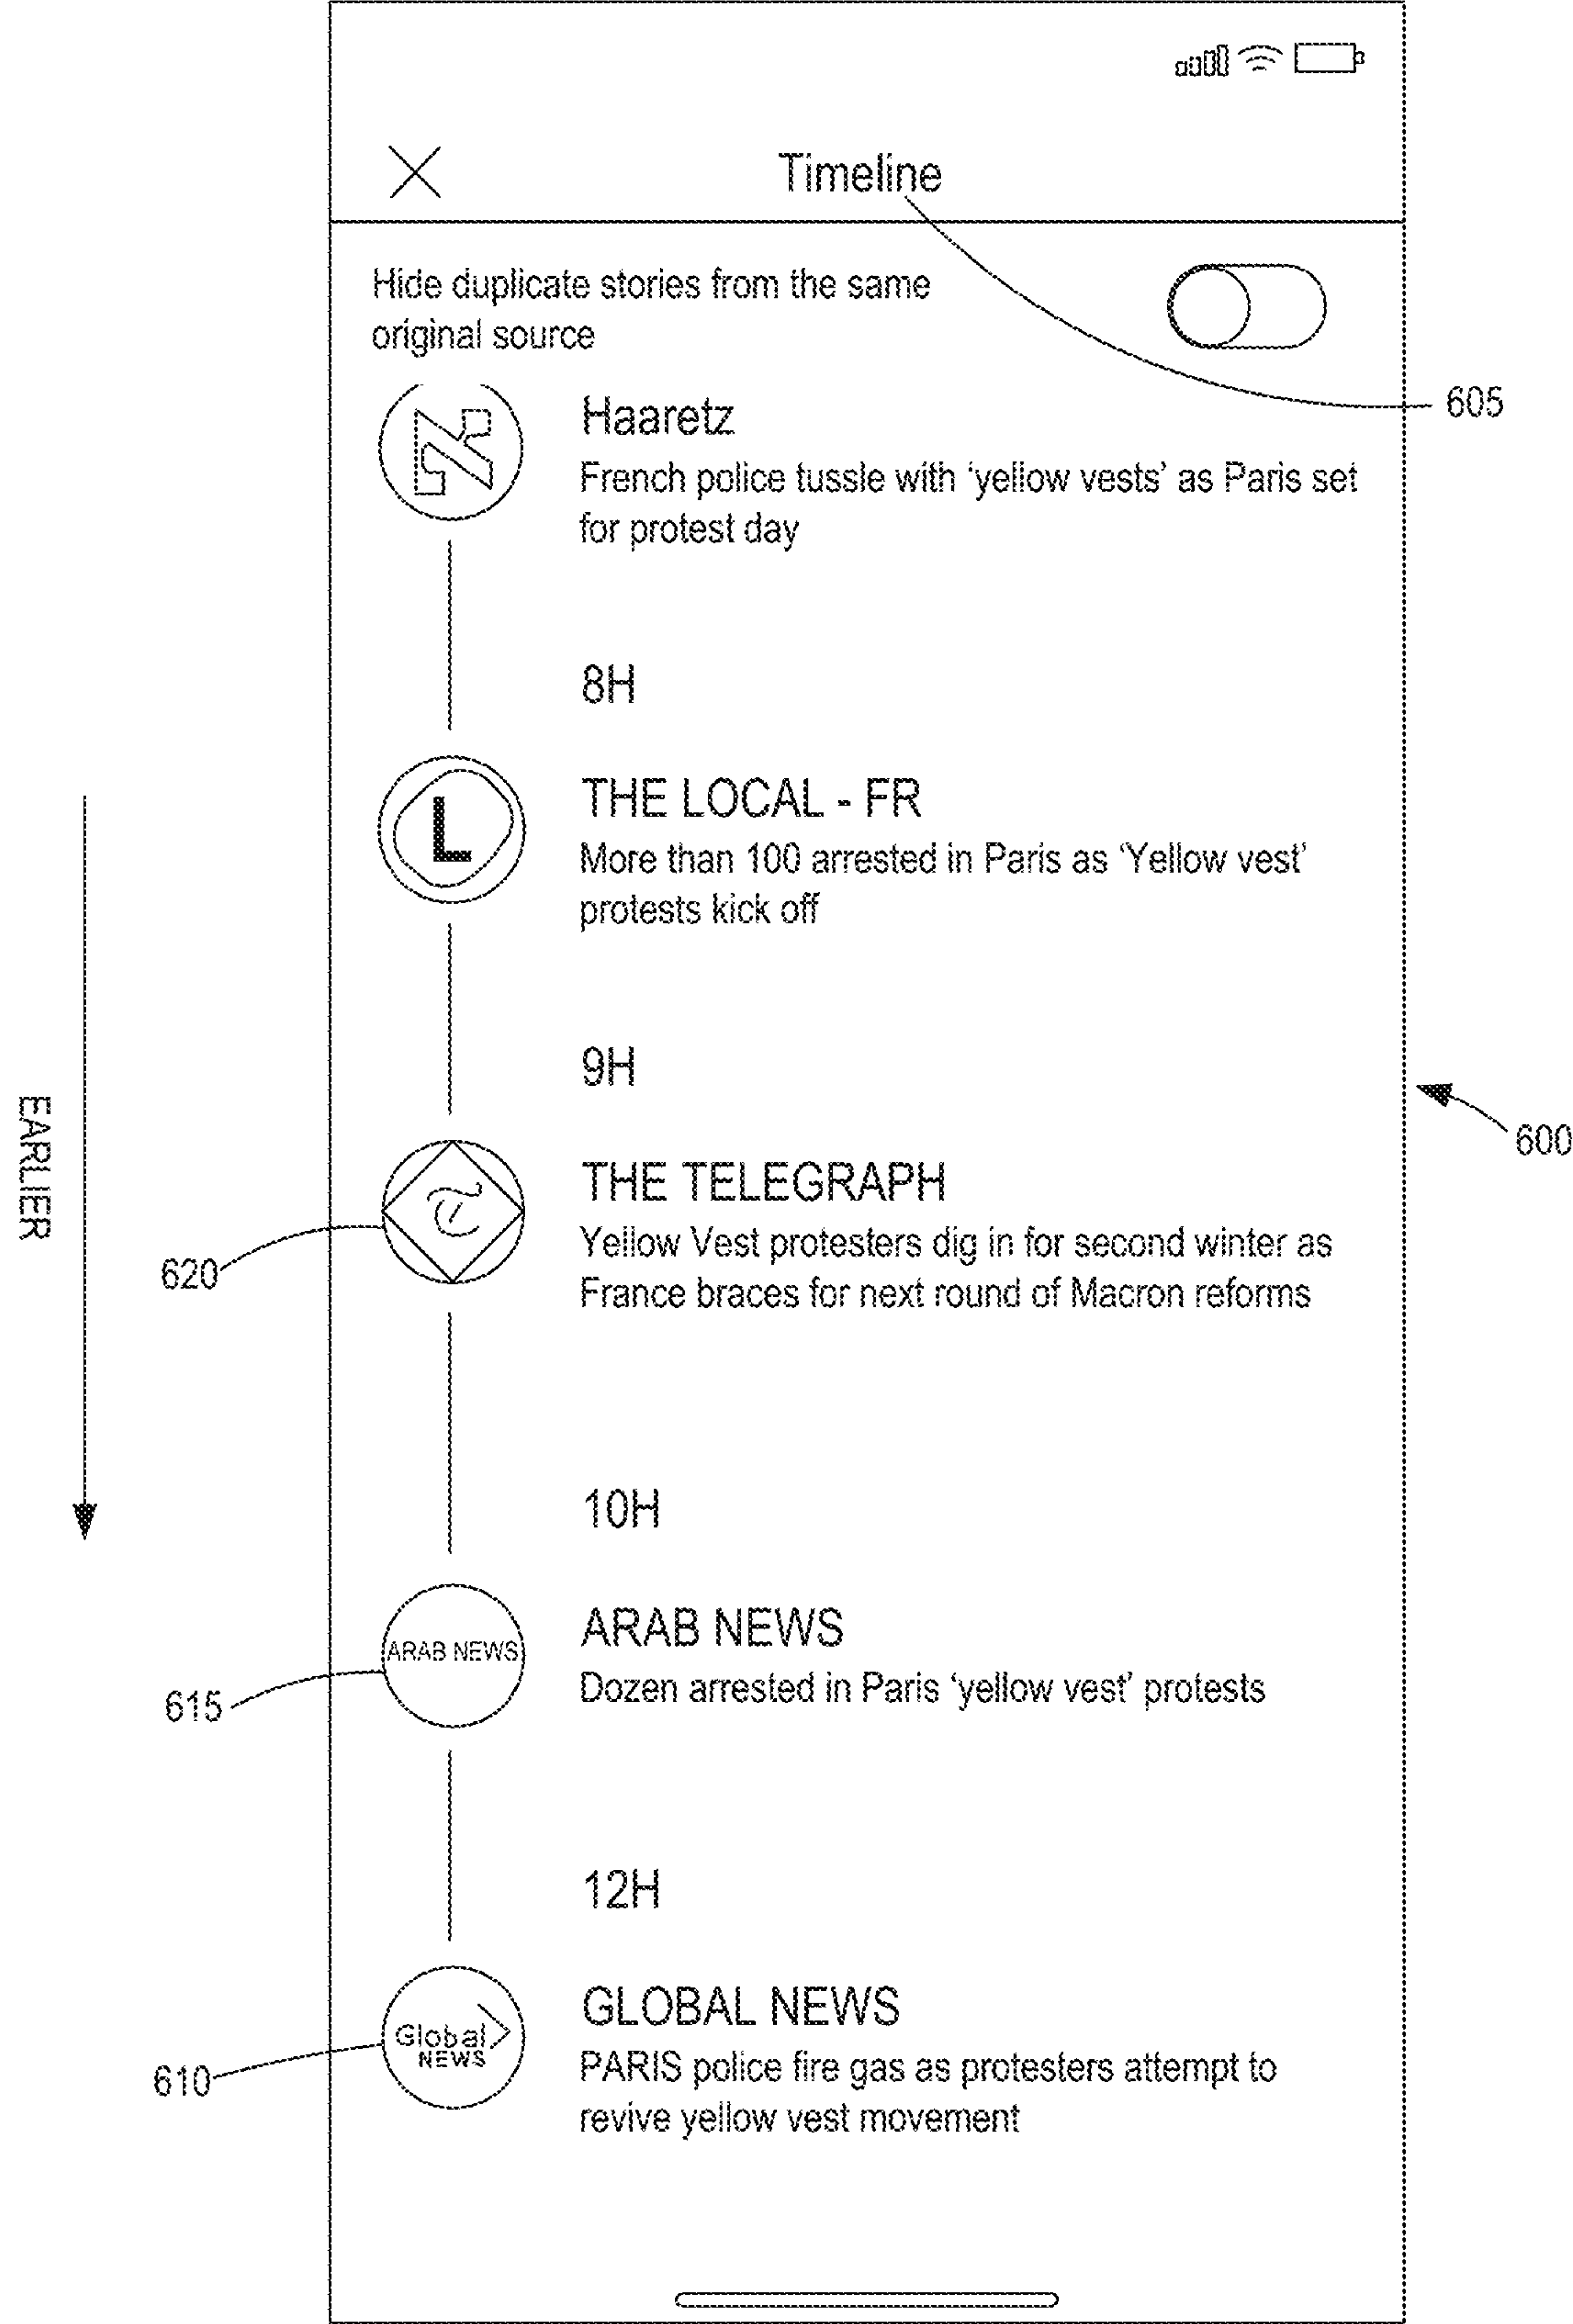 Timeline
Hide duplicate stories from the same
original source
605
Haaretz
French police tussle with ‘yellow vests’ as Paris set
for protest day
8H
L
THE LOCAL - FR
More than 100 arrested in Paris as ‘Yellow vest’
protests kick off
9H
EARLIER
600
T
THE TELEGRAPH
Yellow Vest protesters dig in for second winter as
France braces for next round of Macron reforms
620
10H
ARAB NEWS
ARAB NEWS
Dozen arrested in Paris ‘yellow vest’ protests
615
12H
Global
NEWS
GLOBAL NEWS
PARIS police fire gas as protesters attempt to
revive yellow vest movement
610